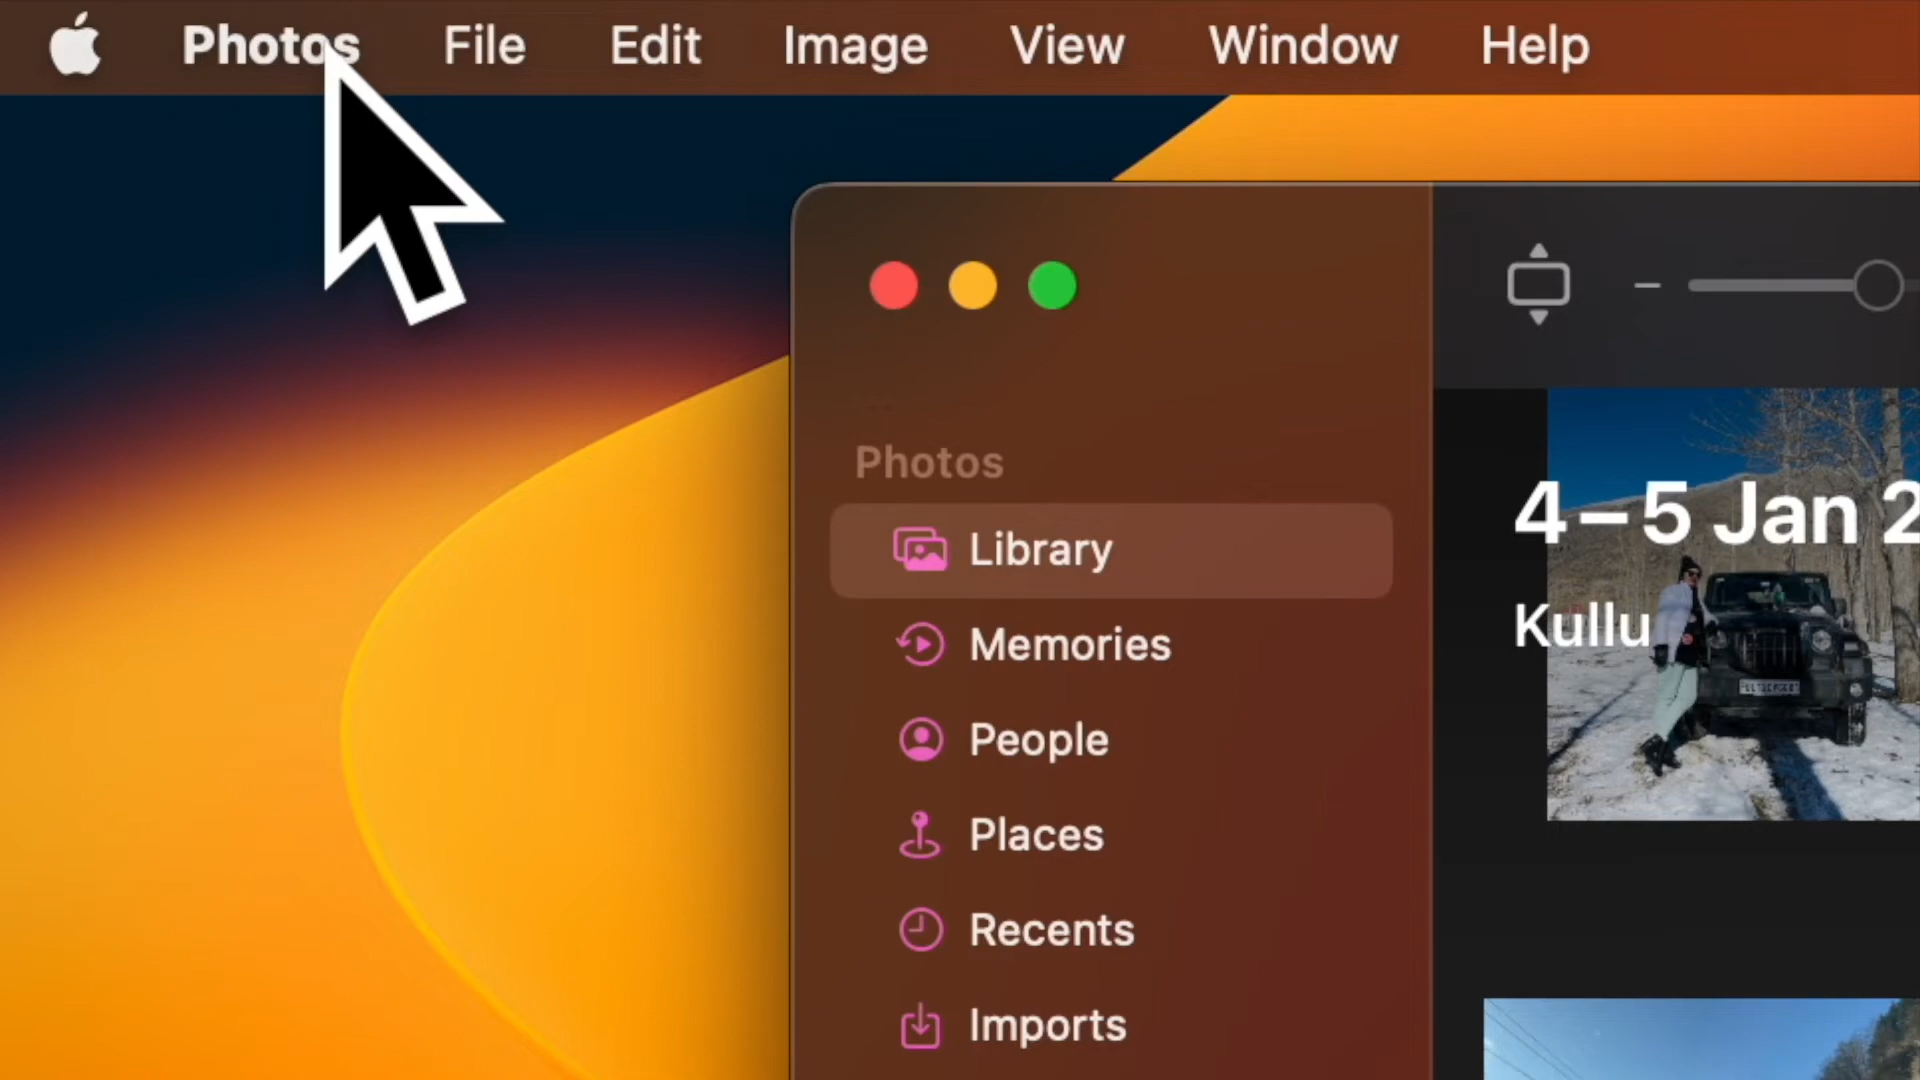 Photos File Edit Image View Window Help
Photos
Library
Memories
People
Places
Recents
Imports
4–5 Jan 2
Kullu